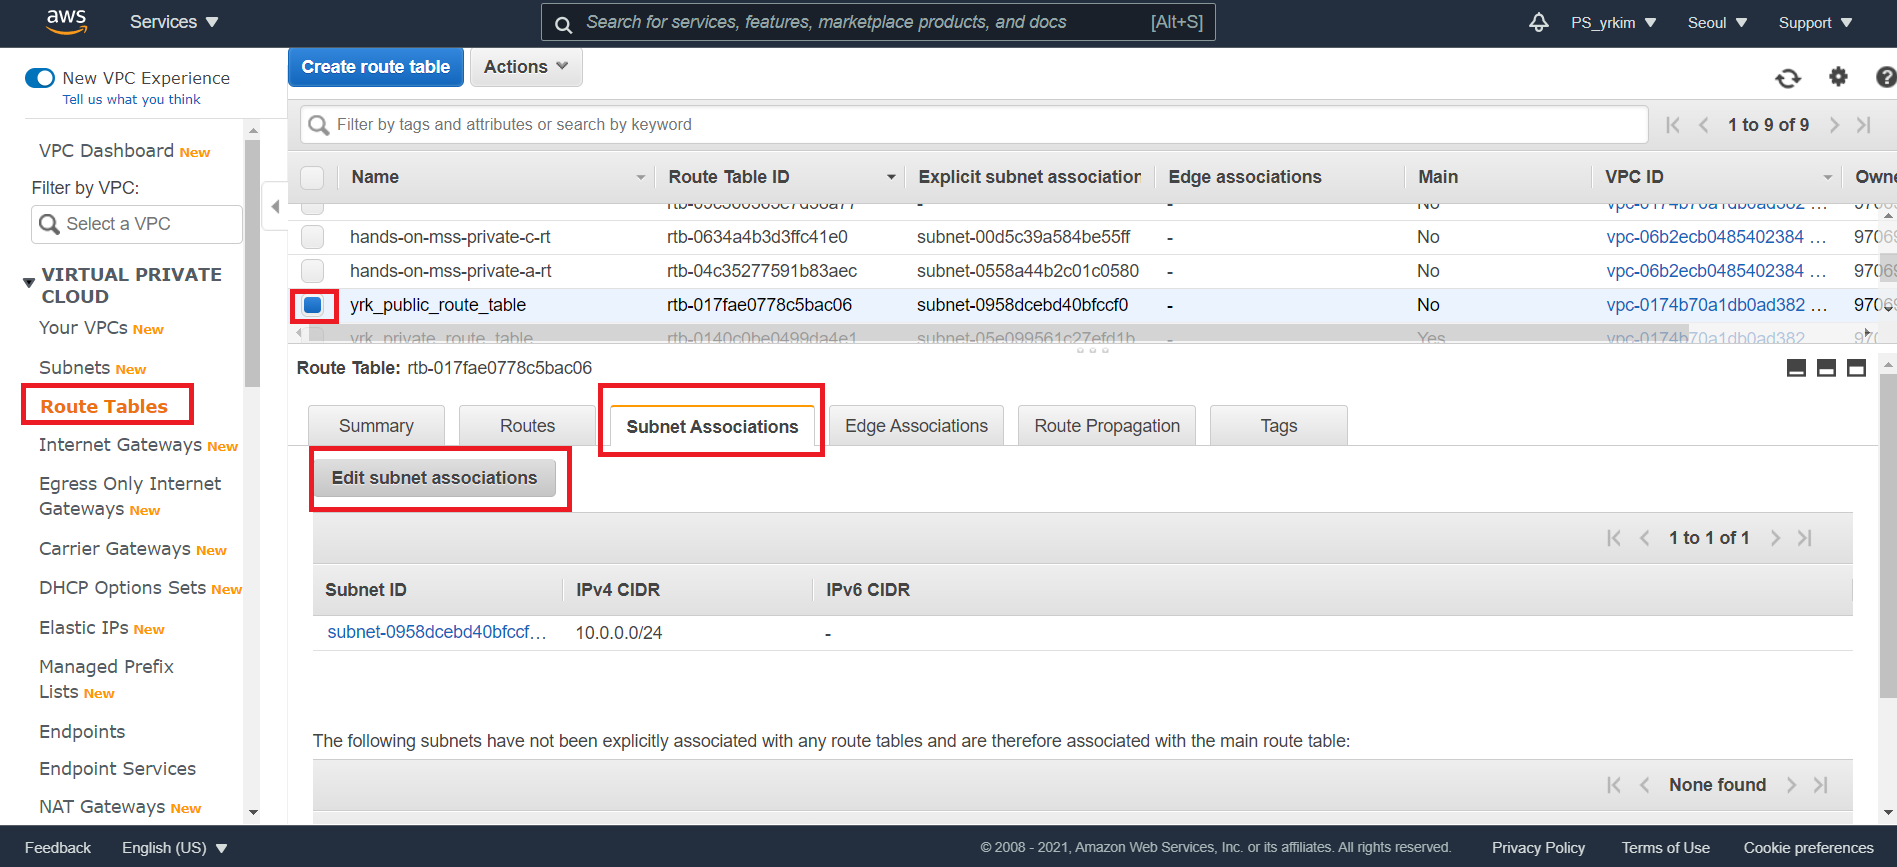 aws Services Search for services, features, marketplace products, and docs [Alt+S] PS_yrkim Seoul Support
New VPC Experience
Tell us what you think
VPC Dashboard New
Filter by VPC:
Select a VPC
VIRTUAL PRIVATE
CLOUD
Your VPCs New
Subnets New
Route Tables
Internet Gateways New
Egress Only Internet
Gateways New
Carrier Gateways New
DHCP Options Sets New
Elastic IPs New
Managed Prefix
Lists New
Endpoints
Endpoint Services
NAT Gateways New
Create route table Actions
Filter by tags and attributes or search by keyword 1 to 9 of 9
Name Route Table ID Explicit subnet association Edge associations Main VPC ID Owne
- - No vpc-0174b70a1db0ad382 ...
hands-on-mss-private-c-rt rtb-0634a4b3d3ffc41e0 subnet-00d5c39a584be55ff - No vpc-06b2ecb0485402384 ... 9706
hands-on-mss-private-a-rt rtb-04c35277591b83aec subnet-0558a44b2c01c0580 - No vpc-06b2ecb0485402384 ... 9706
yrk_public_route_table rtb-017fae0778c5bac06 subnet-0958dcebd40bfccf0 - No vpc-0174b70a1db0ad382 ... 9706
yrk_private_route_table rtb-0140c0be0499da4e1 subnet-05e099561c27efd1b Yes vpc-0174b70a1db0ad382
Route Table: rtb-017fae0778c5bac06
Summary Routes Subnet Associations Edge Associations Route Propagation Tags
Edit subnet associations
1 to 1 of 1
Subnet ID IPv4 CIDR IPv6 CIDR
subnet-0958dcebd40bfccf... 10.0.0.0/24 -
The following subnets have not been explicitly associated with any route tables and are therefore associated with the main route table:
None found
Feedback English (US) © 2008 - 2021, Amazon Web Services, Inc. or its affiliates. All rights reserved. Privacy Policy Terms of Use Cookie preferences